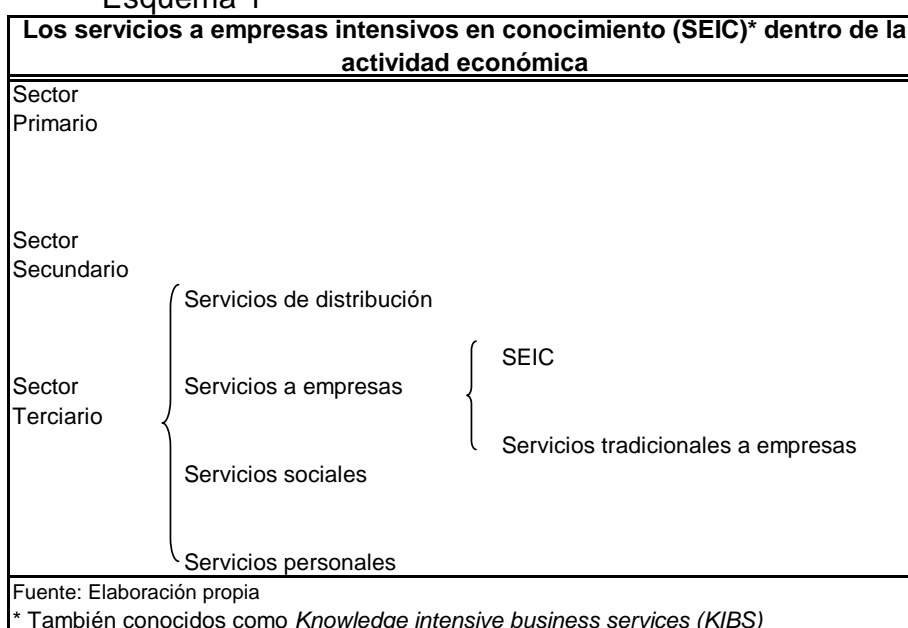 Esquema 1
Los servicios a empresas intensivos en conocimiento (SEIC)* dentro de la
actividad económica
Sector
Primario
Sector
Secundario
Servicios de distribución
SEIC
Sector
Terciario
Servicios a empresas
Servicios tradicionales a empresas
Servicios sociales
Servicios personales
Fuente: Elaboración propia
* También conocidos como Knowledge intensive business services (KIBS)